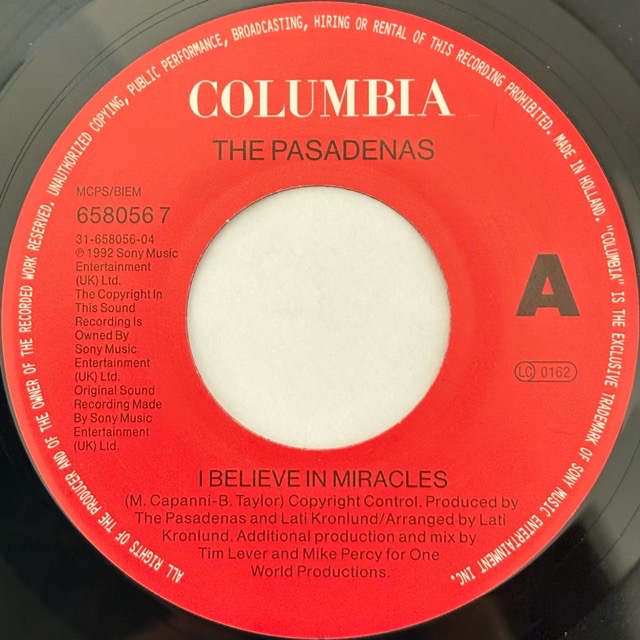 ALL RIGHTS OF THE PRODUCER AND OF THE OWNER OF THE RECORDED WORK RESERVED. UNAUTHORIZED COPYING, PUBLIC PERFORMANCE, BROADCASTING, HIRING OR RENTAL OF THIS RECORDING PROHIBITED. MADE IN HOLLAND. "COLUMBIA" IS THE EXCLUSIVE TRADEMARK OF SONY MUSIC ENTERTAINMENT INC.
COLUMBIA
THE PASADENAS
MCPS/BIEM
658056 7
31-658056-04
℗ 1992 Sony Music
Entertainment
(UK) Ltd.
The Copyright In
This Sound
Recording Is
Owned By
Sony Music
Entertainment
(UK) Ltd.
Original Sound
Recording Made
By Sony Music
Entertainment
(UK) Ltd.
A
LC 0162
I BELIEVE IN MIRACLES
(M. Capanni-B. Taylor) Copyright Control. Produced by
The Pasadenas and Lati Kronlund/Arranged by Lati
Kronlund. Additional production and mix by
Tim Lever and Mike Percy for One
World Productions.